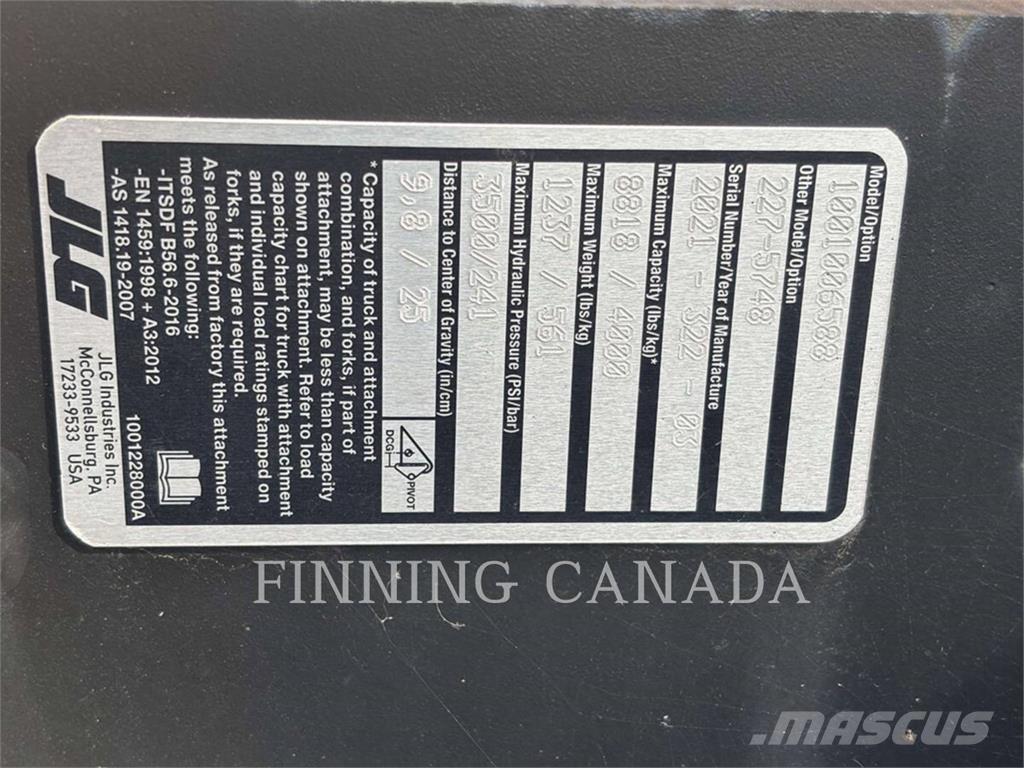 Model/Option
1001006588
Other Model/Option
227-5748
Serial Number/Year of Manufacture
2021 - 322 - 03
Maximum Capacity (lbs/kg)*
8818 / 4000
Maximum Weight (lbs/kg)
1237 / 561
Maximum Hydraulic Pressure (PSI/bar)
3500/241
Distance to Center of Gravity (in/cm)
9,8 / 25
DCG
PIVOT
* Capacity of truck and attachment
combination, and forks, if part of
attachment, may be less than capacity
shown on attachment. Refer to load
capacity chart for truck with attachment
and individual load ratings stamped on
forks, if they are required.
As released from factory this attachment
meets the following:
-ITSDF B56.6-2016
-EN 1459:1998 + A3:2012
-AS 1418.19-2007
1001228000A
JLG
JLG Industries Inc.
McConnellsburg, PA
17233-9533 USA
FINNING CANADA
MASCUS